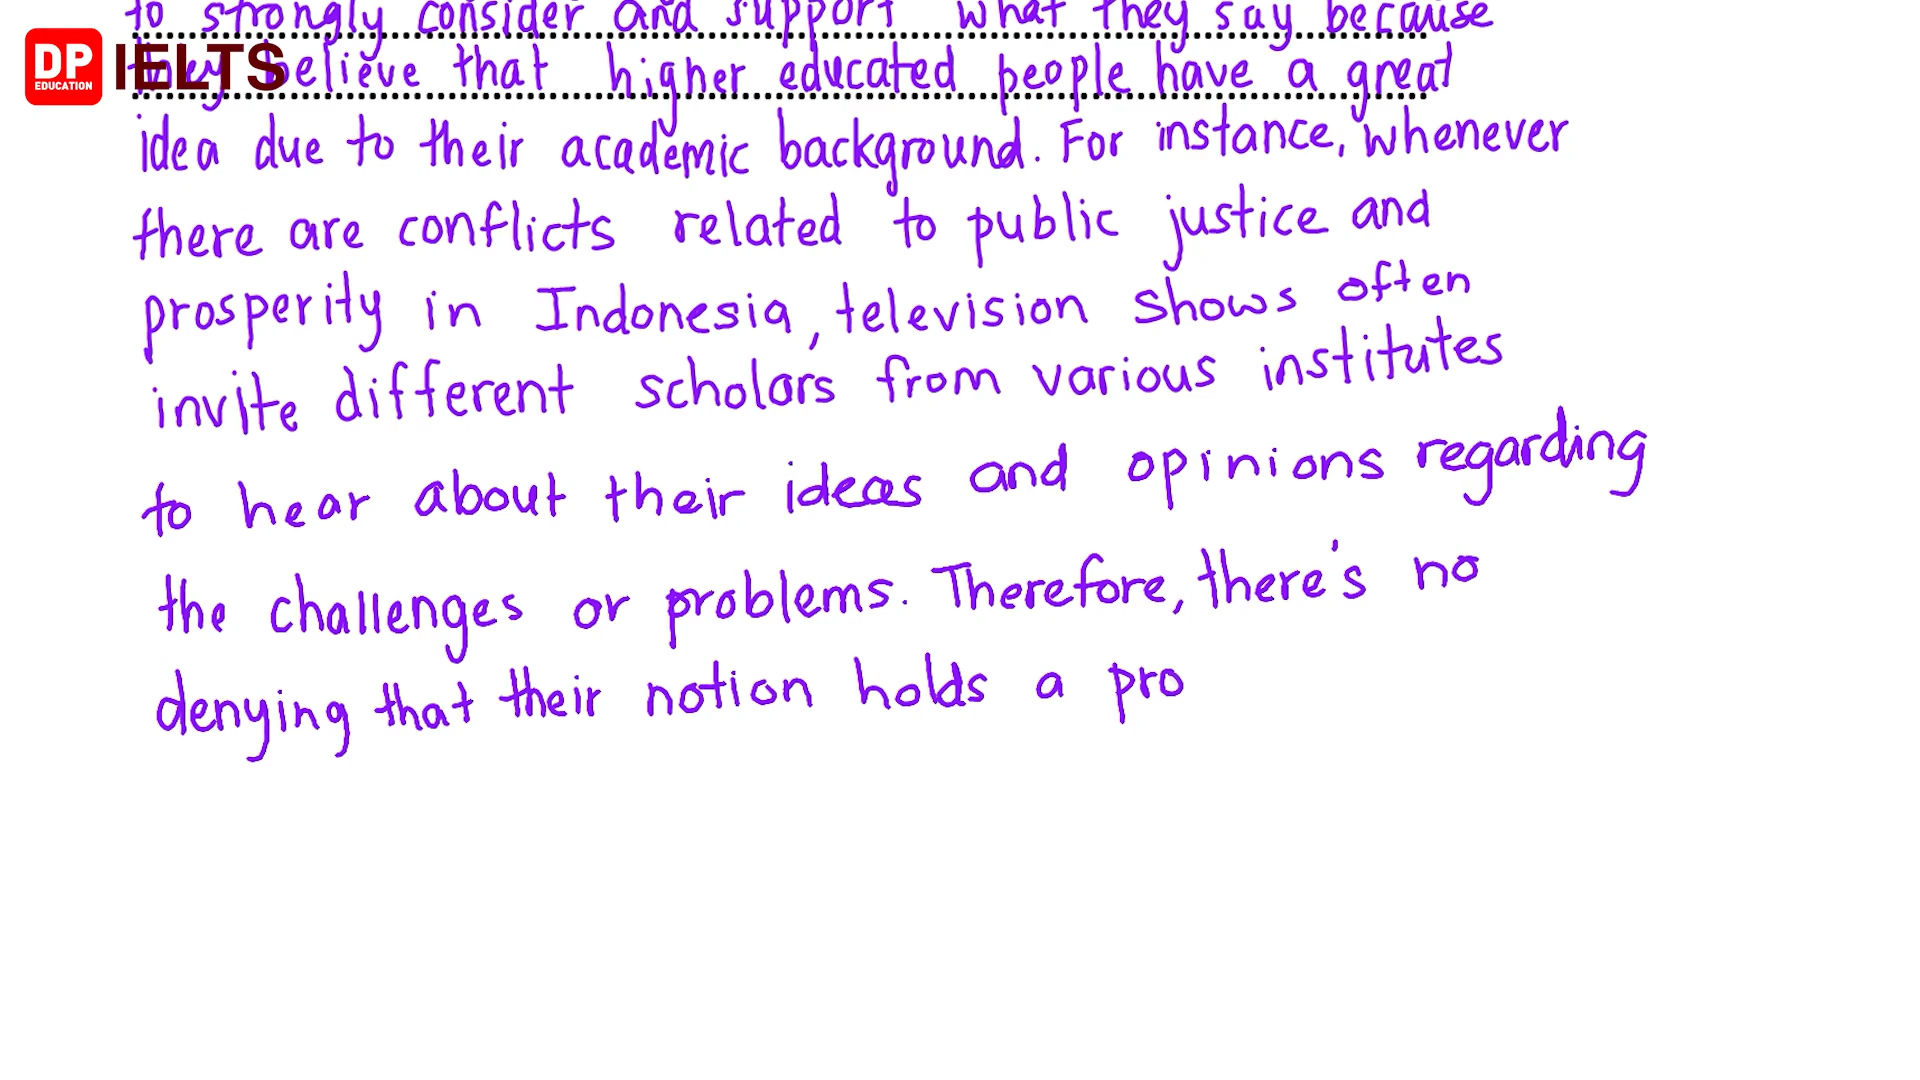 to strongly consider and support what they say because
DP
EDUCATION
IELTS
they believe that higher educated people have a great
idea due to their academic background. For instance, whenever
there are conflicts related to public justice and
prosperity in Indonesia, television shows often
invite different scholars from various institutes
to hear about their ideas and opinions regarding
the challenges or problems. Therefore, there's no
denying that their notion holds a pro